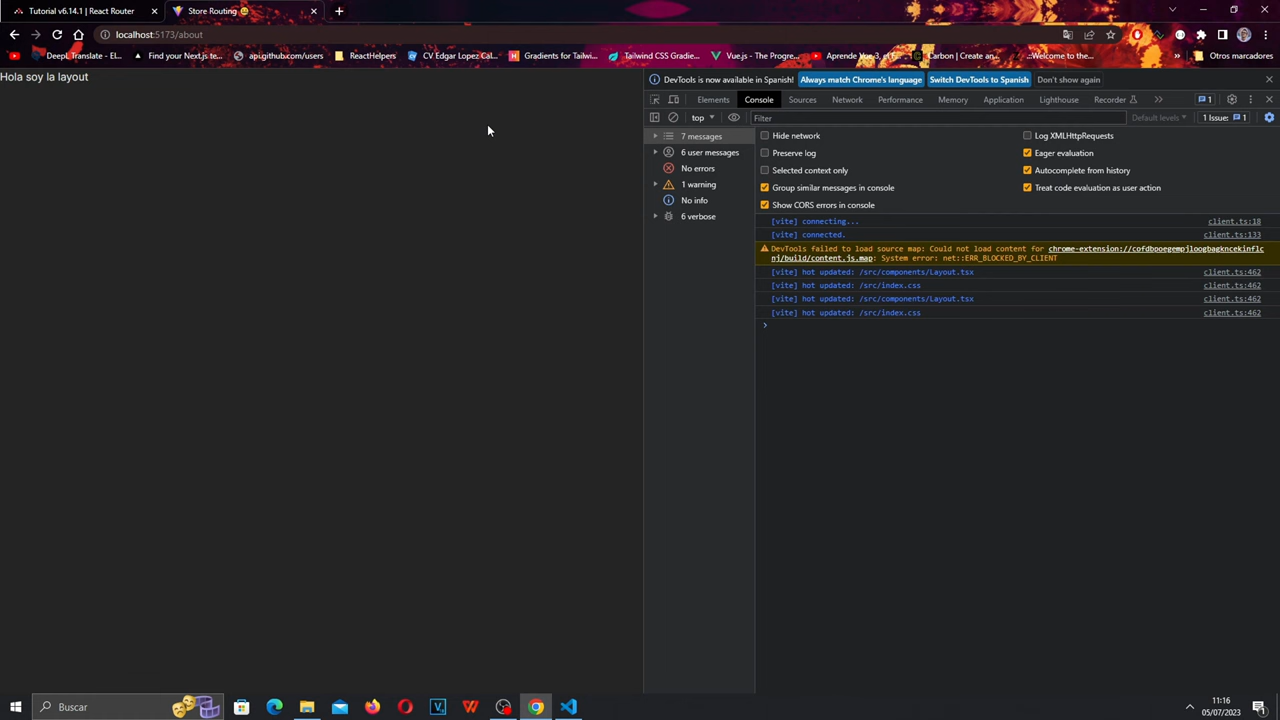 Tutorial v6.14.1 | React Router
Store Routing
localhost:5173/about
DeepL Translate - El...
Find your Next.js te...
api.github.com/users
ReactHelpers
CV Edgar Lopez Cal...
Gradients for Tailwi...
Tailwind CSS Gradie...
Vue.js - The Progre...
Aprende Vue 3, el F...
Carbon | Create an...
.::Welcome to the...
»
Otros marcadores
Hola soy la layout
DevTools is now available in Spanish!
Always match Chrome's language
Switch DevTools to Spanish
Don't show again
Elements
Console
Sources
Network
Performance
Memory
Application
Lighthouse
Recorder
»
1
top
Filter
Default levels
1 Issue: 1
7 messages
6 user messages
No errors
1 warning
No info
6 verbose
Hide network
Log XMLHttpRequests
Preserve log
Eager evaluation
Selected context only
Autocomplete from history
Group similar messages in console
Treat code evaluation as user action
Show CORS errors in console
[vite] connecting... client.ts:18
[vite] connected. client.ts:133
DevTools failed to load source map: Could not load content for chrome-extension://cofdbpoegempjloogbagkncekinflc
nj/build/content.js.map: System error: net::ERR_BLOCKED_BY_CLIENT
[vite] hot updated: /src/components/Layout.tsx client.ts:462
[vite] hot updated: /src/index.css client.ts:462
[vite] hot updated: /src/components/Layout.tsx client.ts:462
[vite] hot updated: /src/index.css client.ts:462
Buscar
11:16
05/07/2023
1